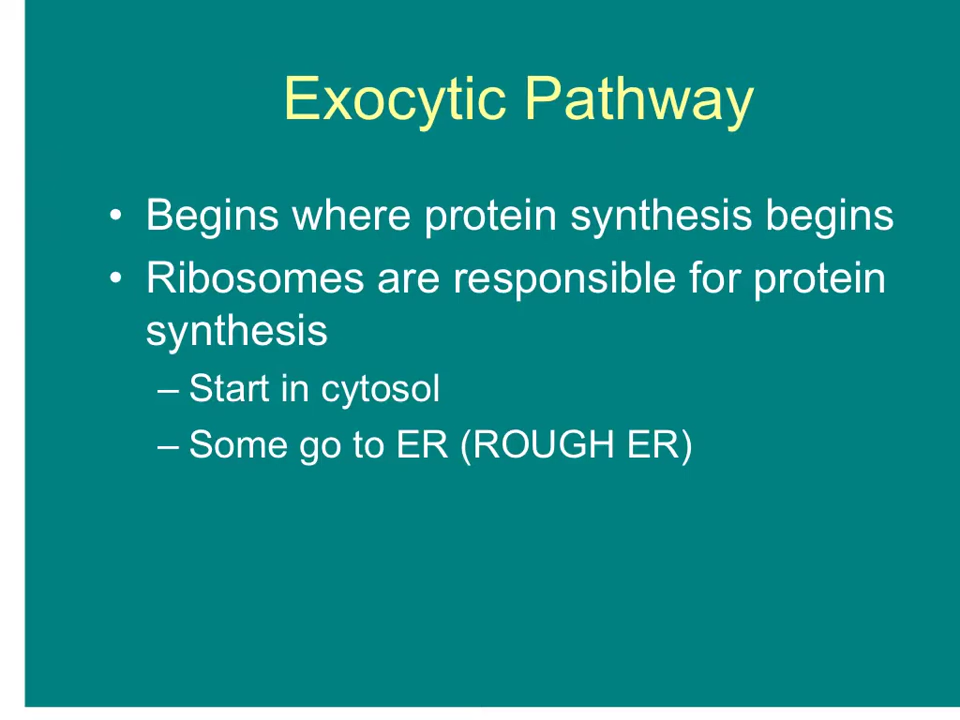 Exocytic Pathway
• Begins where protein synthesis begins
• Ribosomes are responsible for protein
synthesis
– Start in cytosol
– Some go to ER (ROUGH ER)